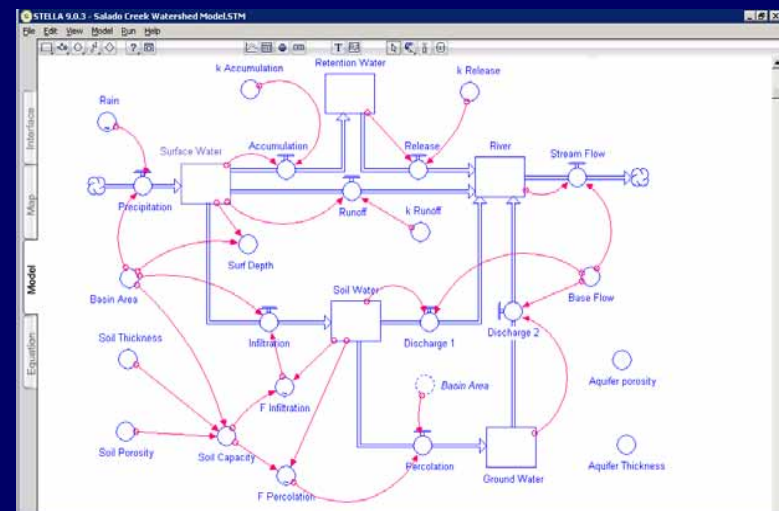 STELLA 9.0.3 - Salado Creek Watershed Model.STM
File Edit View Model Run Help
Interface
Map
Model
Equation
Retention Water
k Accumulation
k Release
Rain
Surface Water
Accumulation
Release
River
Stream Flow
Precipitation
Runoff
k Runoff
Surf Depth
Basin Area
Soil Water
Base Flow
Soil Thickness
Infiltration
Discharge 1
Discharge 2
Basin Area
Aquifer porosity
F Infiltration
Soil Porosity
Soil Capacity
Percolation
F Percolation
Ground Water
Aquifer Thickness